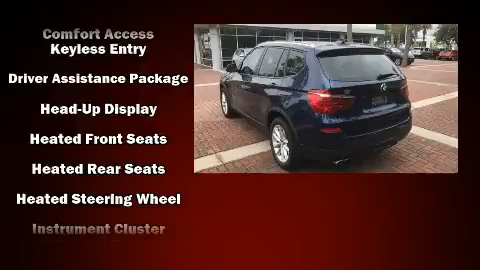 Comfort Access
Keyless Entry
Driver Assistance Package
Head-Up Display
Heated Front Seats
Heated Rear Seats
Heated Steering Wheel
Instrument Cluster